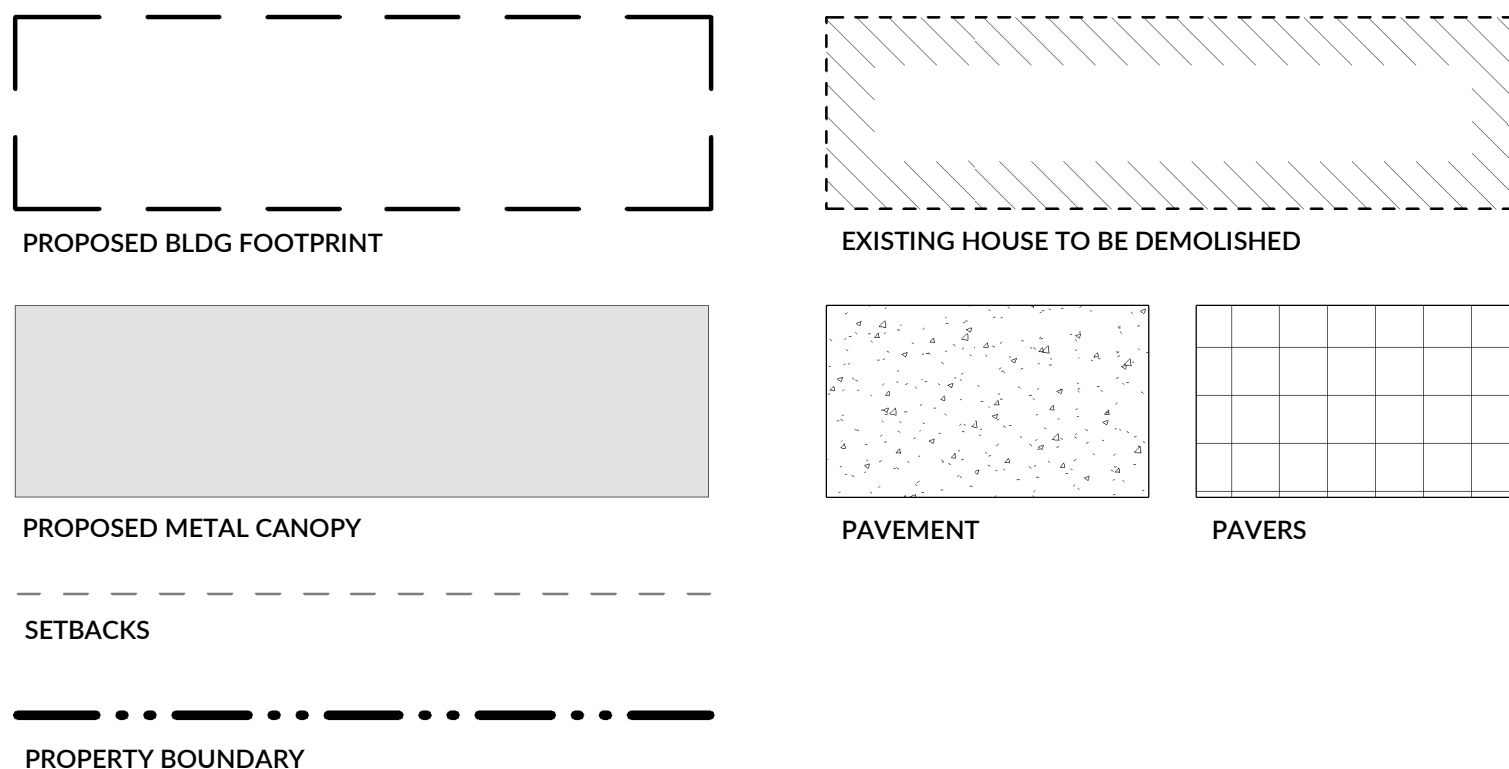 PROPOSED BLDG FOOTPRINT
EXISTING HOUSE TO BE DEMOLISHED
PROPOSED METAL CANOPY
PAVEMENT
PAVERS
SETBACKS
PROPERTY BOUNDARY